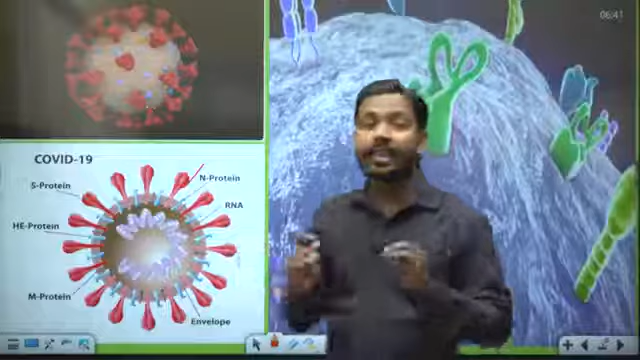 06:41
COVID-19
S-Protein
N-Protein
RNA
HE-Protein
M-Protein
Envelope